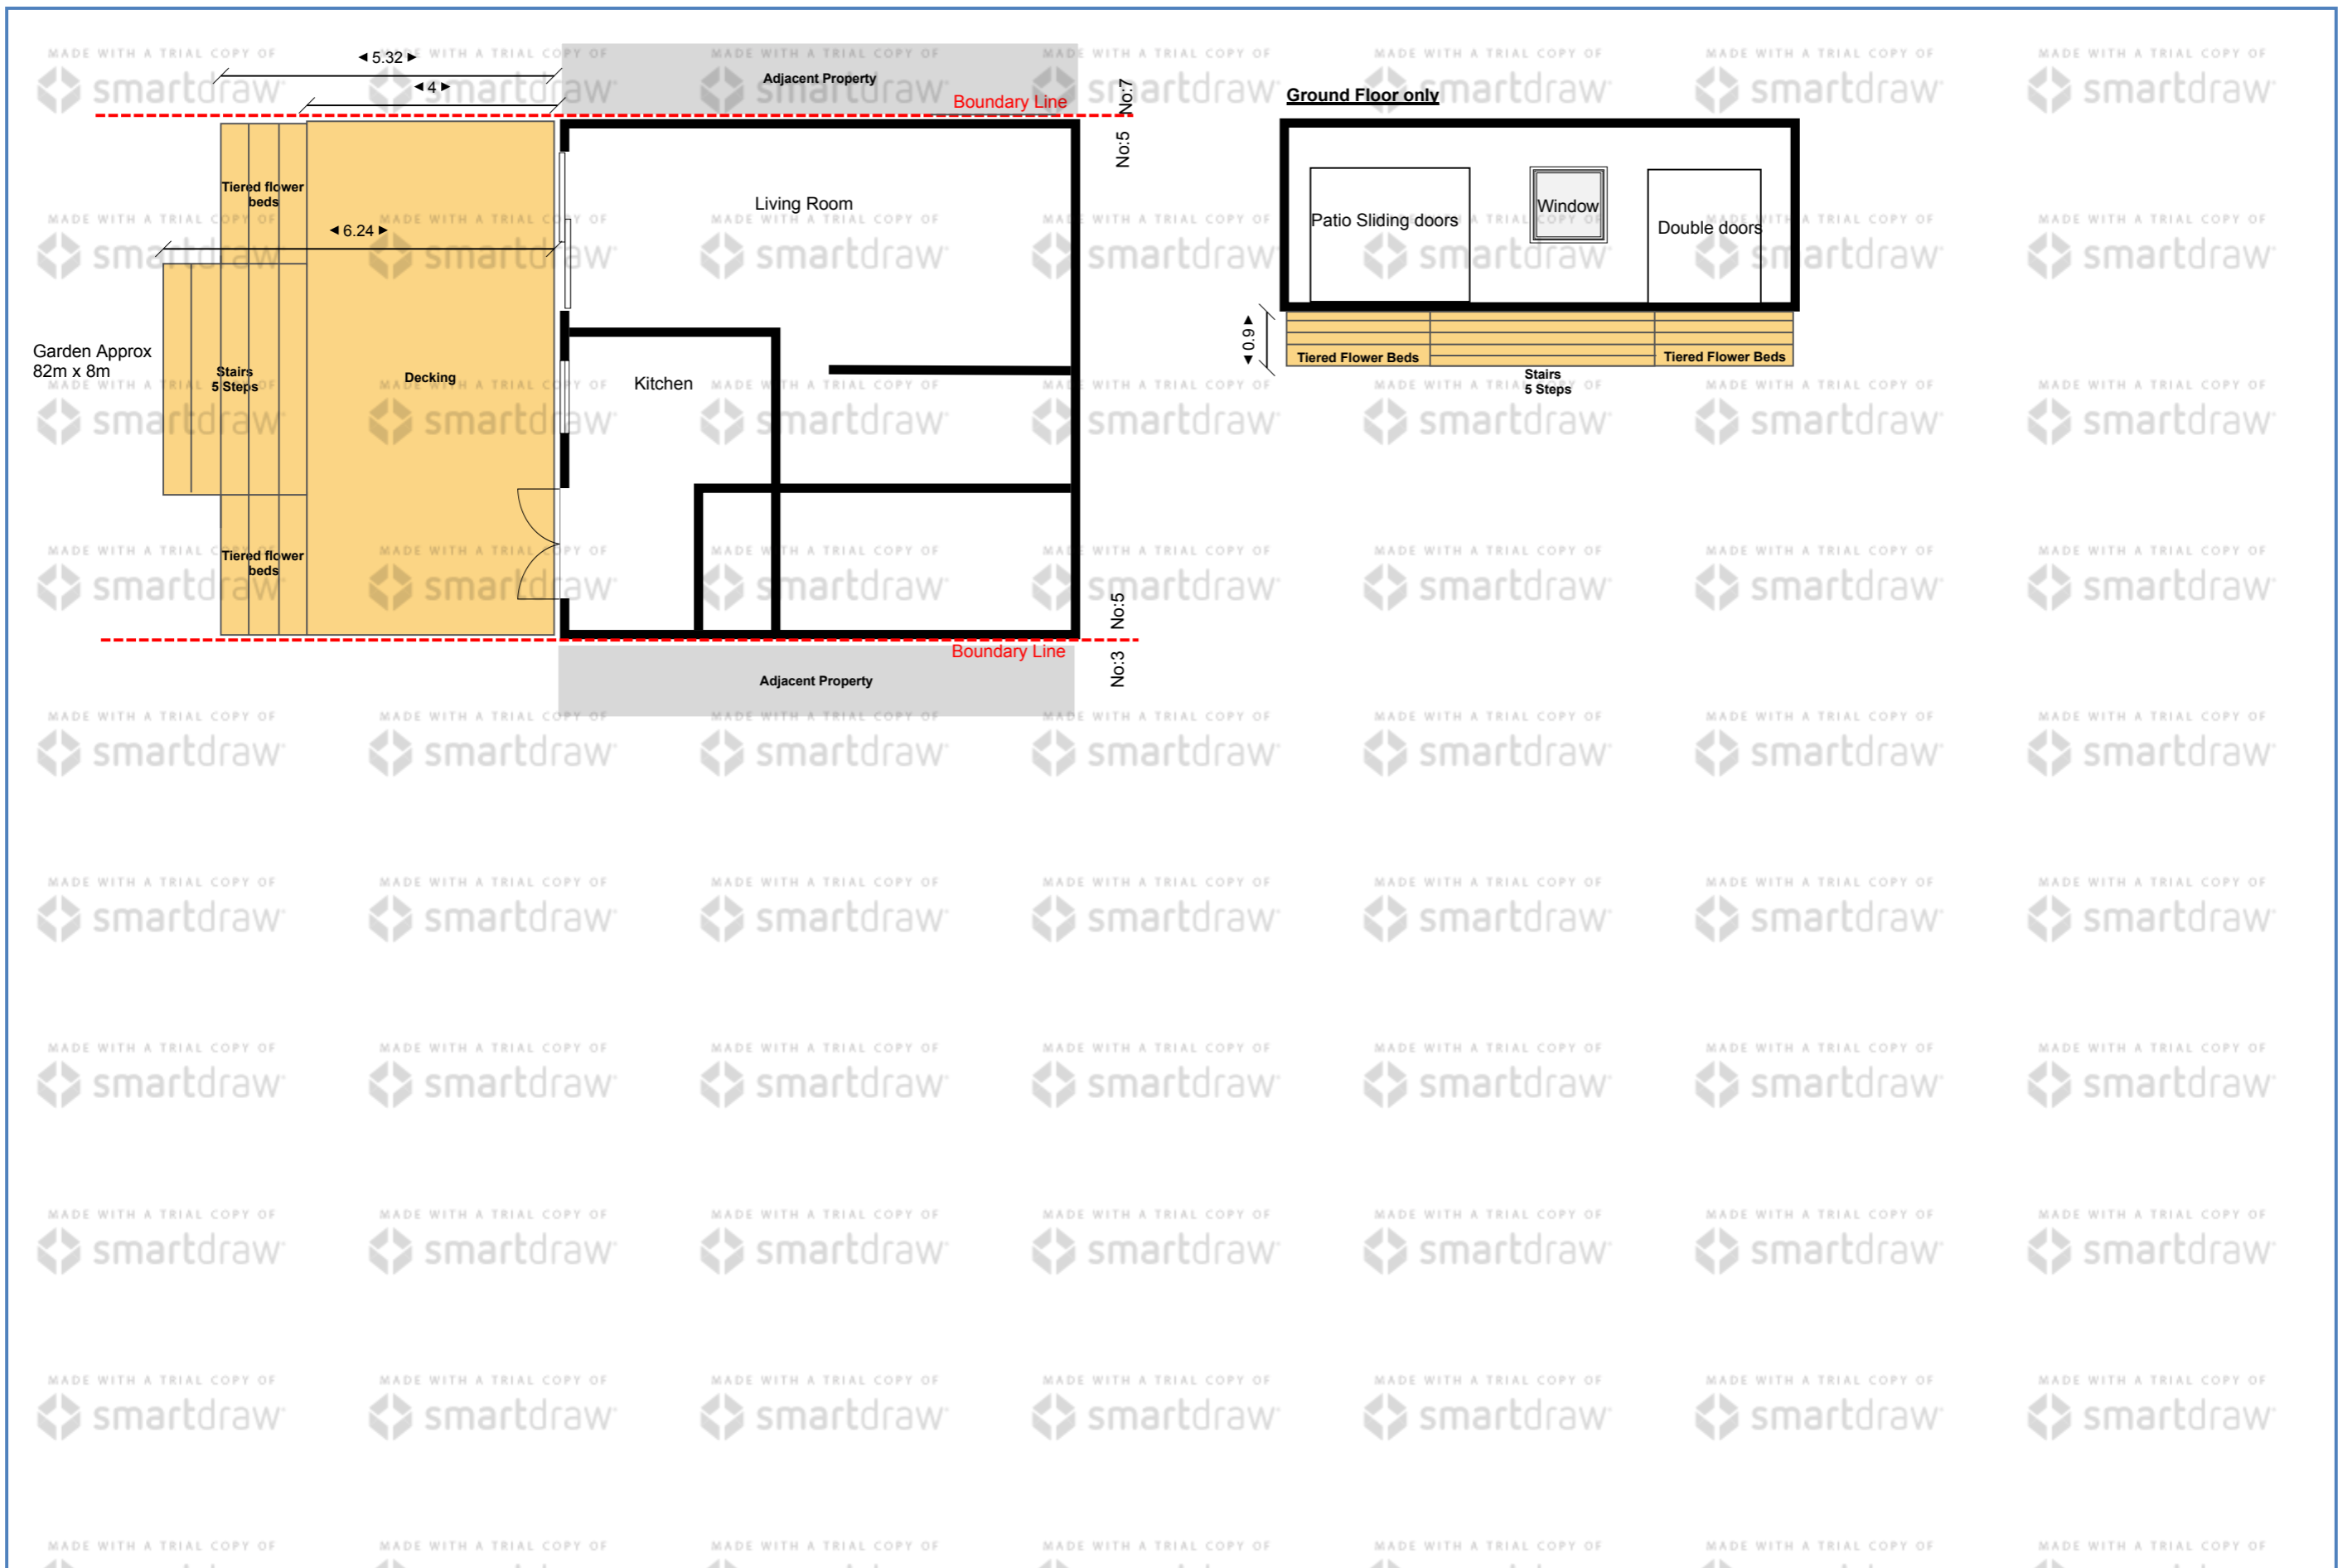 ◄ 5.32 ►
◄ 4 ►
Adjacent Property
Boundary Line
No:7
No:5
Ground Floor only
Tiered flower
beds
Living Room
◄ 6.24 ►
Patio Sliding doors
Window
Double doors
◄ 0.9 ►
Garden Approx
82m x 8m
Stairs
5 Steps
Decking
Kitchen
Tiered Flower Beds
Tiered Flower Beds
Stairs
5 Steps
Tiered flower
beds
No:5
Boundary Line
No:3
Adjacent Property
MADE WITH A TRIAL COPY OF
smartdraw